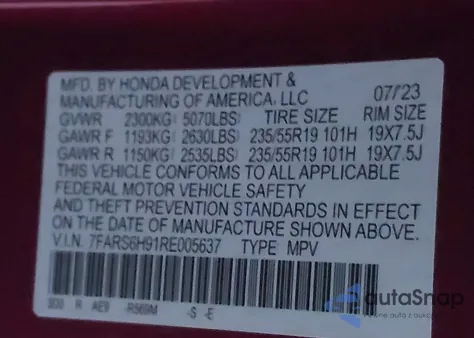 MFD. BY HONDA DEVELOPMENT &
MANUFACTURING OF AMERICA, LLC 07/23
GVWR 2300KG( 5070LBS) TIRE SIZE RIM SIZE
GAWR F 1193KG( 2630LBS) 235/55R19 101H 19X7.5J
GAWR R 1150KG( 2535LBS) 235/55R19 101H 19X7.5J
THIS VEHICLE CONFORMS TO ALL APPLICABLE
FEDERAL MOTOR VEHICLE SAFETY
AND THEFT PREVENTION STANDARDS IN EFFECT
ON THE DATE OF MANUFACTURE SHOWN ABOVE.
V.I.N. 7FARS6H91RE005637 TYPE MPV
R -R569M -S -E
autaSnap